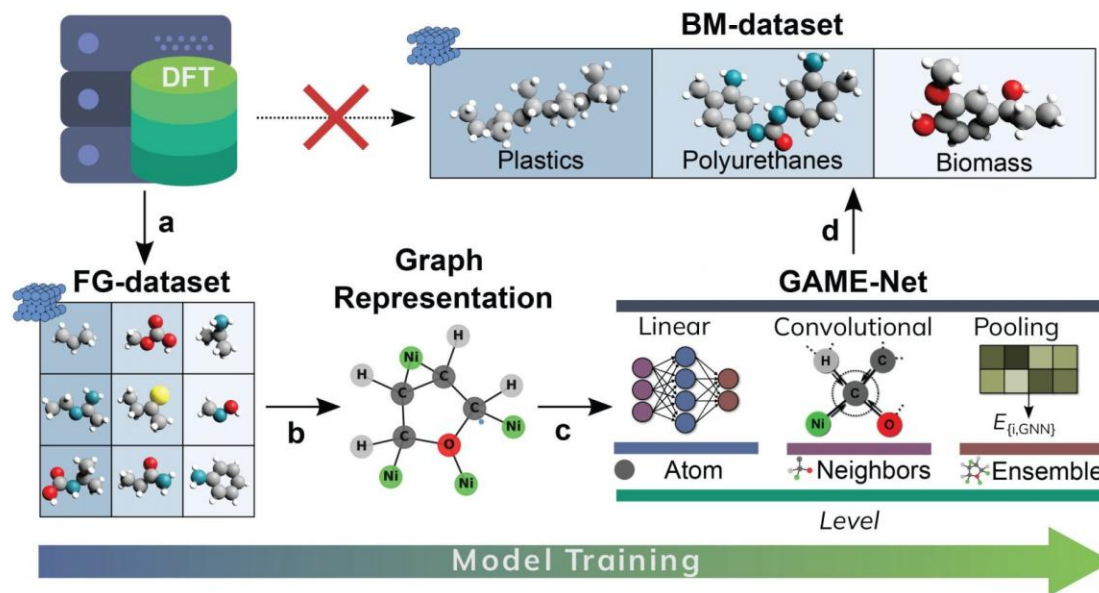 BM-dataset
DFT
Plastics
Polyurethanes
Biomass
a
d
FG-dataset
Graph
Representation
GAME-Net
Linear
Convolutional
Pooling
H
Ni
C
C
H
H
C
C
H
O
Ni
Ni
Ni
b
c
H
C
C
Ni
O
E{i,GNN}
Atom
Neighbors
Ensemble
Level
Model Training